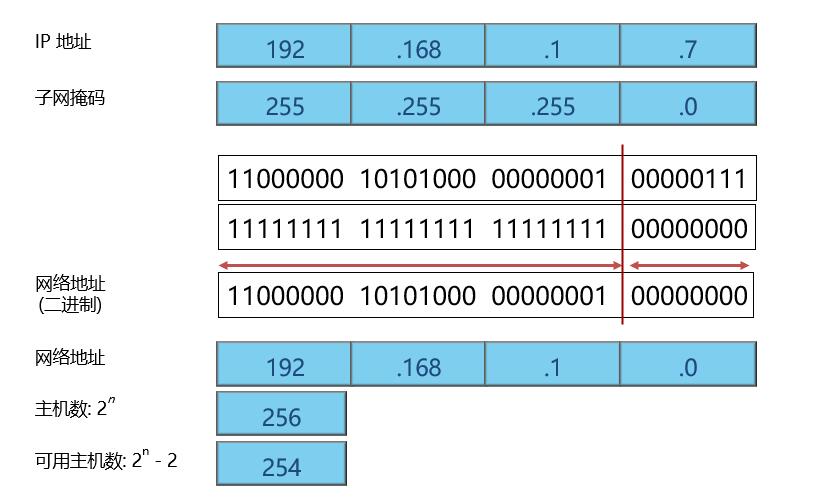 IP 地址 192 .168 .1 .7
子网掩码 255 .255 .255 .0
11000000 10101000 00000001 00000111
11111111 11111111 11111111 00000000
网络地址
(二进制)
11000000 10101000 00000001 00000000
网络地址 192 .168 .1 .0
主机数: 2ⁿ 256
可用主机数: 2ⁿ - 2 254